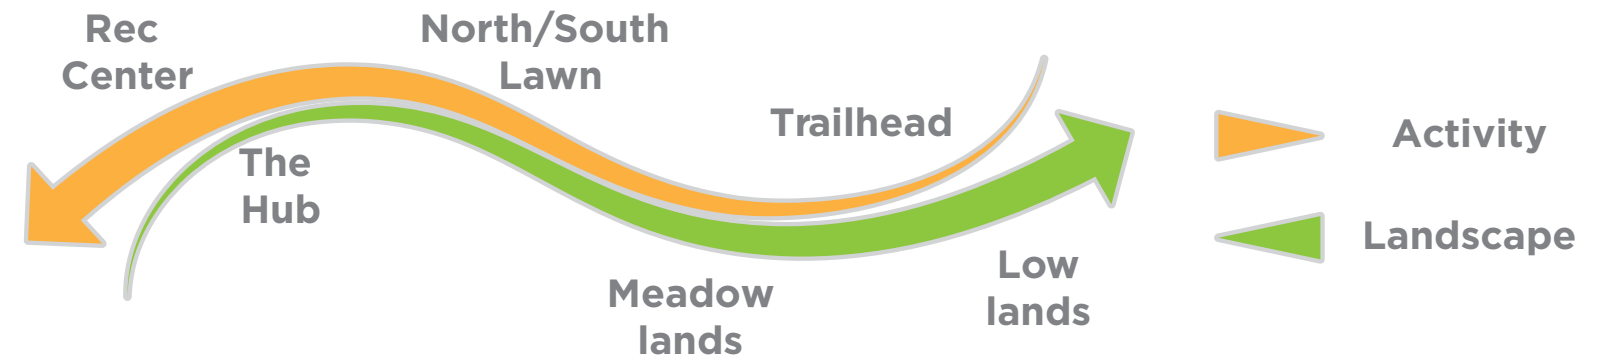 Rec
Center
The
Hub
North/South
Lawn
Meadow
lands
Trailhead
Low
lands
Activity
Landscape